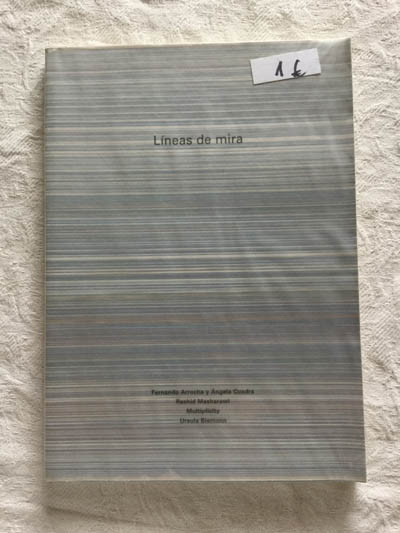 1 €
Líneas de mira
Fernando Arrocha y Ángela Cuadra
Rashid Masharawi
Multiplicity
Ursula Biemann